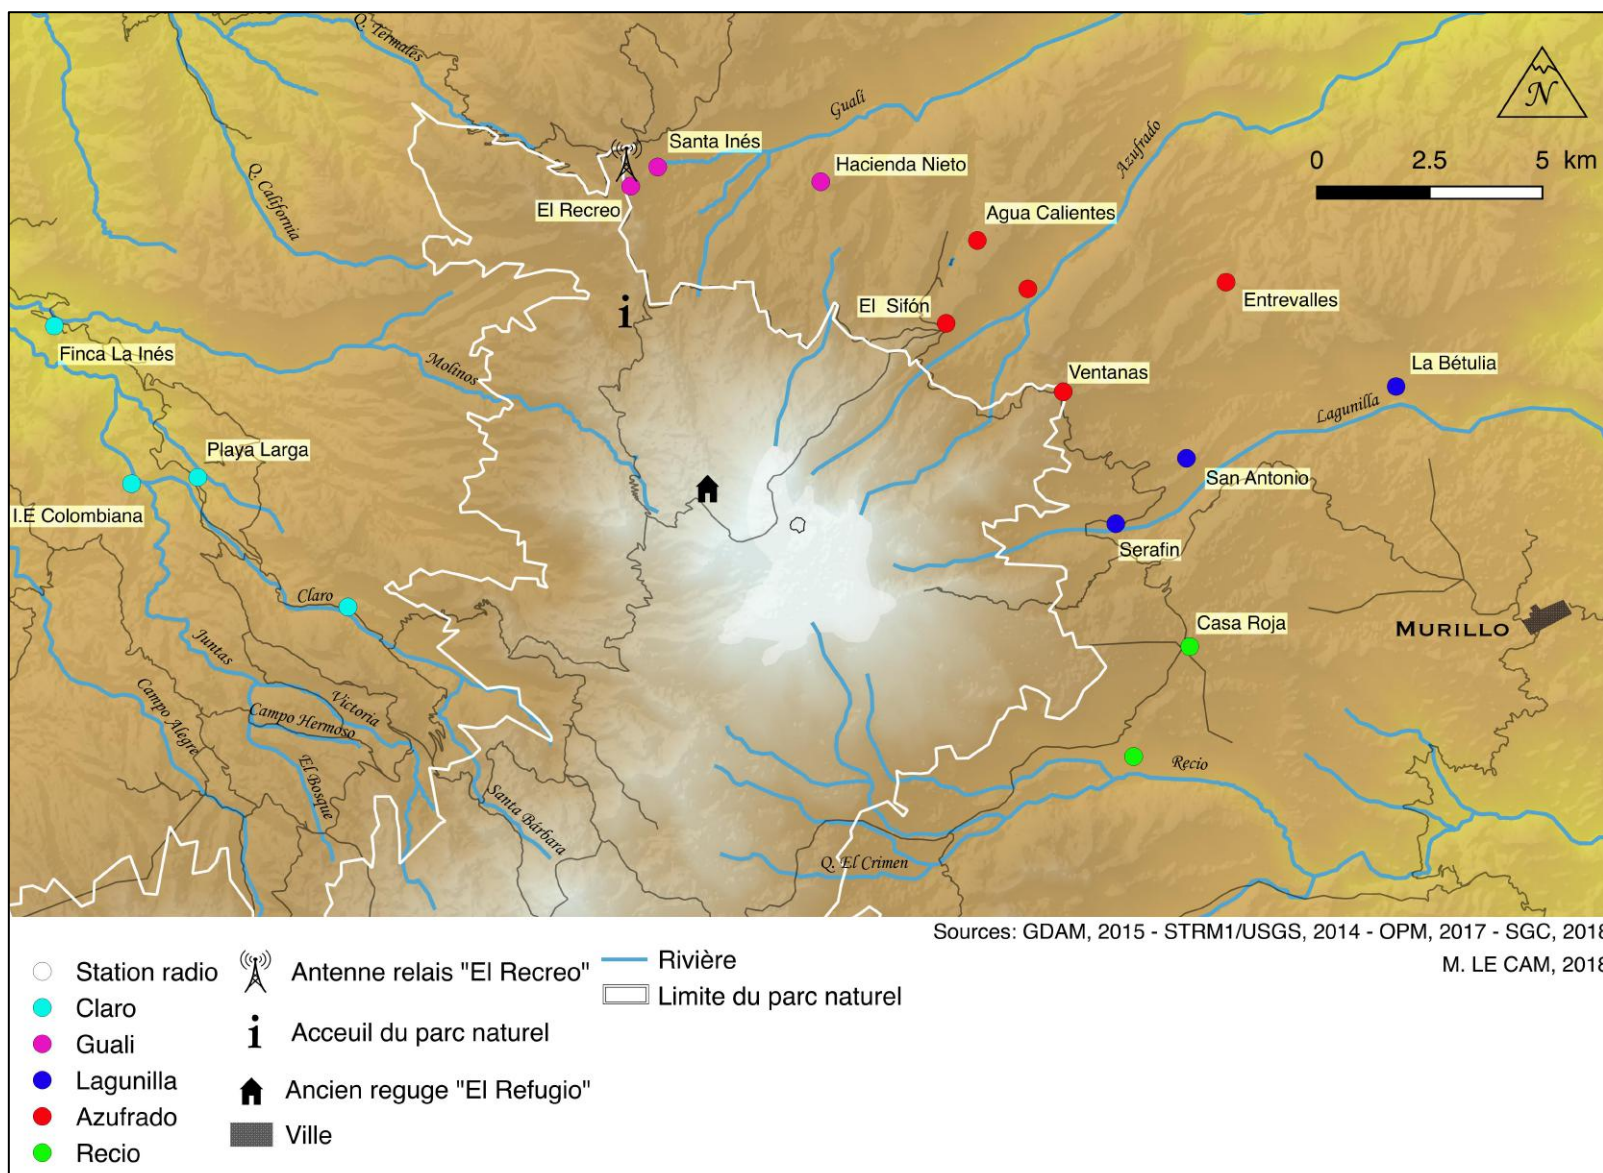 Q. Termales
N
Guali
Santa Inés
Hacienda Nieto
Azufrado
0 2.5 5 km
Q. California
El Recreo
Agua Calientes
i
El Sifón
Entrevalles
Finca La Inés
Molinos
Ventanas
La Bétulia
Lagunilla
Playa Larga
San Antonio
I.E Colombiana
Serafin
Claro
Casa Roja
MURILLO
Juntas
Campo Alegre
Victoria
Campo Hermoso
El Bosque
Santa Bárbara
Recio
Q. El Crimen
Sources: GDAM, 2015 - STRM1/USGS, 2014 - OPM, 2017 - SGC, 2018
M. LE CAM, 2018
Station radio
Claro
Guali
Lagunilla
Azufrado
Recio
Antenne relais "El Recreo"
i Acceuil du parc naturel
Ancien reguge "El Refugio"
Ville
Rivière
Limite du parc naturel